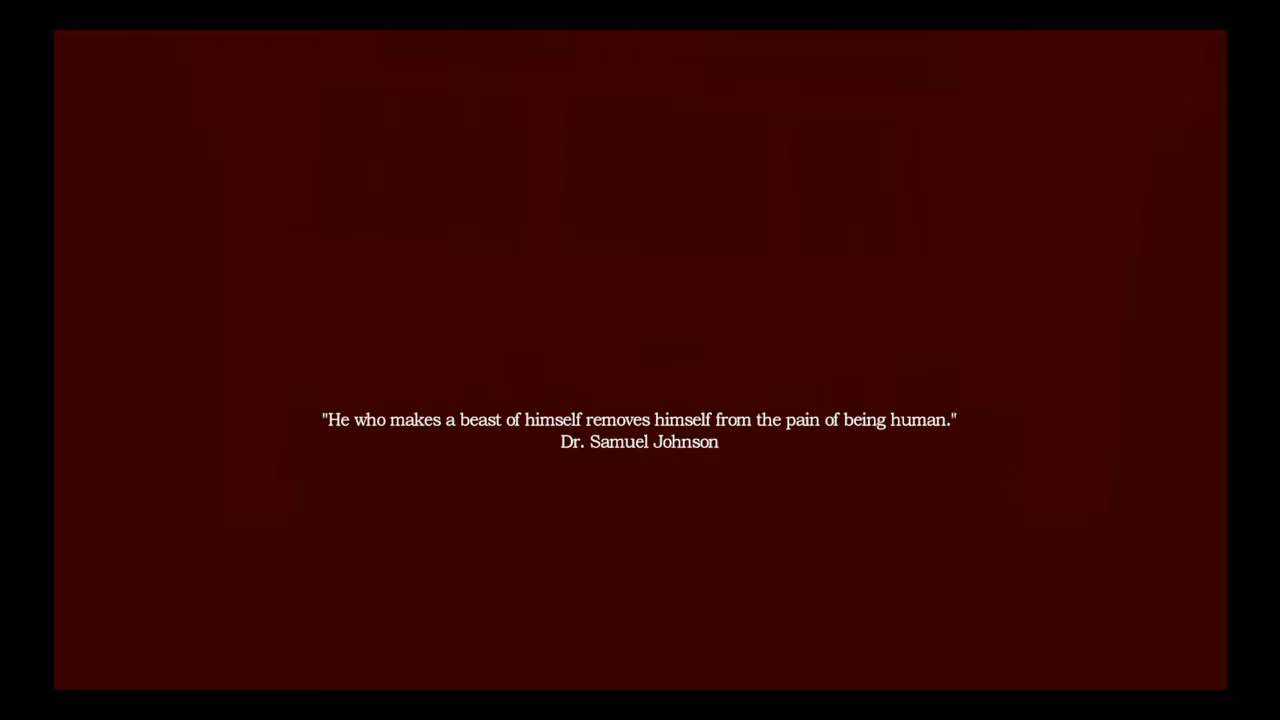 "He who makes a beast of himself removes himself from the pain of being human."
Dr. Samuel Johnson